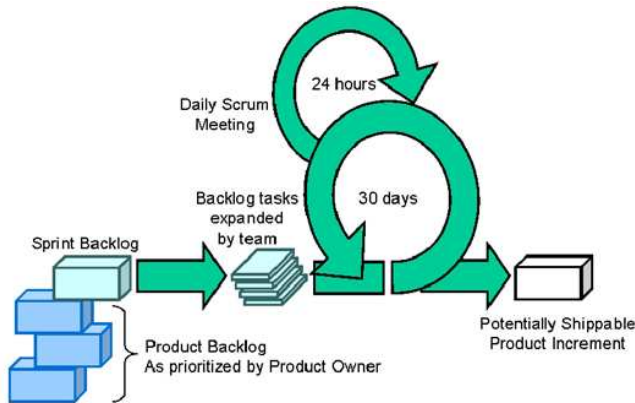 24 hours
Daily Scrum
Meeting
30 days
Backlog tasks
expanded
by team
Sprint Backlog
Potentially Shippable
Product Increment
Product Backlog
As prioritized by Product Owner